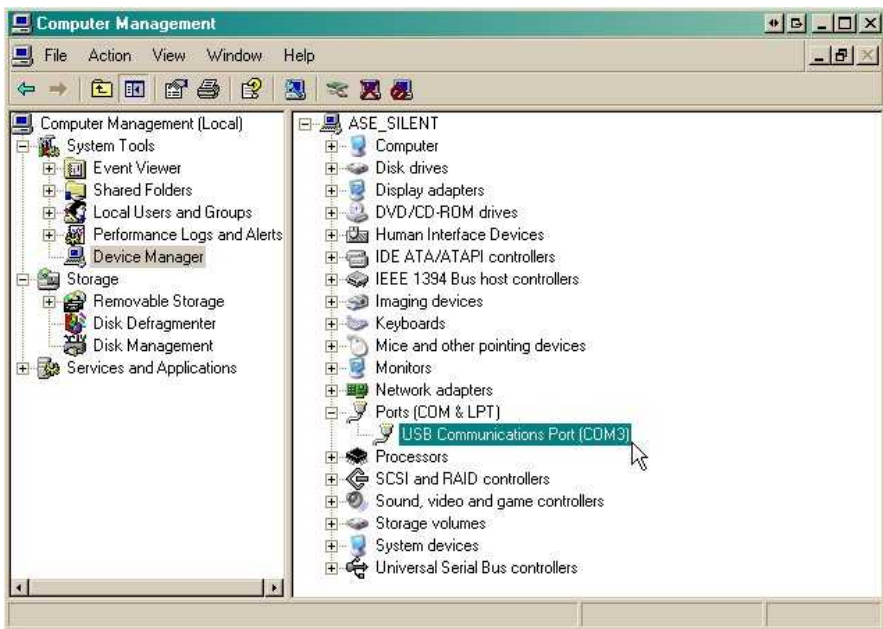 Computer Management
File Action View Window Help
Computer Management (Local)
System Tools
Event Viewer
Shared Folders
Local Users and Groups
Performance Logs and Alerts
Device Manager
Storage
Removable Storage
Disk Defragmenter
Disk Management
Services and Applications
ASE_SILENT
Computer
Disk drives
Display adapters
DVD/CD-ROM drives
Human Interface Devices
IDE ATA/ATAPI controllers
IEEE 1394 Bus host controllers
Imaging devices
Keyboards
Mice and other pointing devices
Monitors
Network adapters
Ports (COM & LPT)
USB Communications Port (COM3)
Processors
SCSI and RAID controllers
Sound, video and game controllers
Storage volumes
System devices
Universal Serial Bus controllers